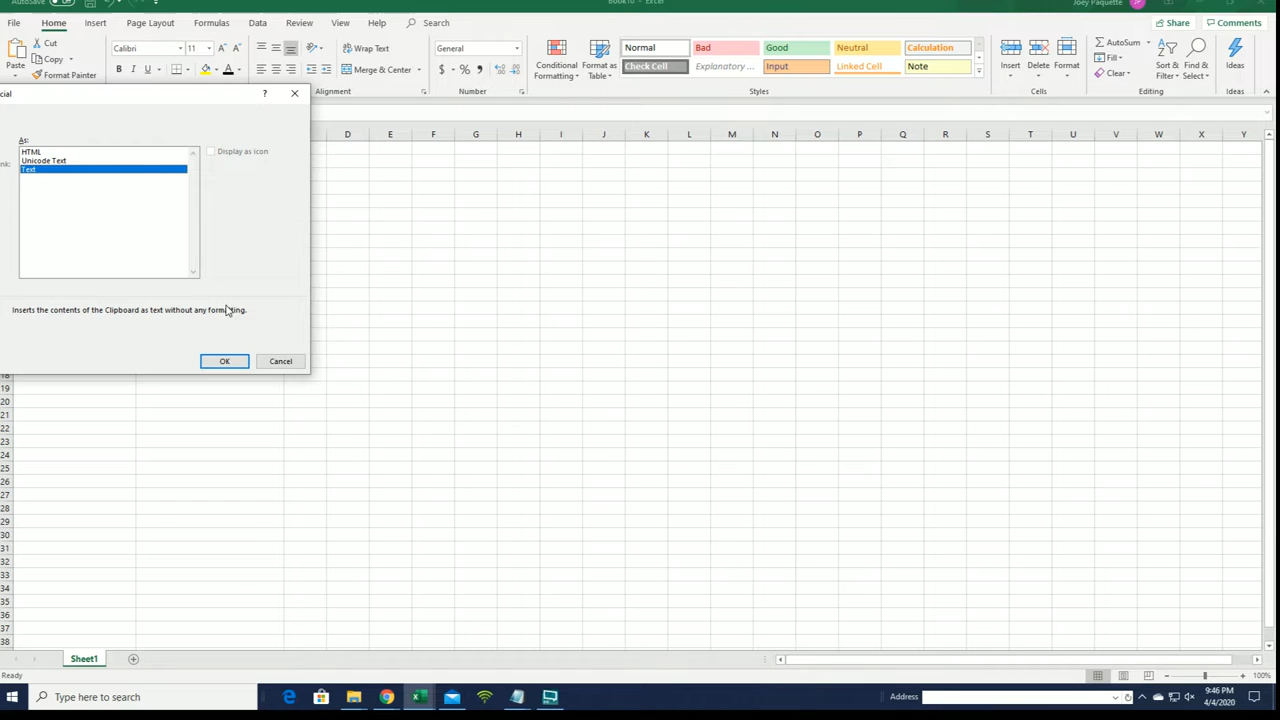 AutoSave
Book10 - Excel
Joey Paquette
JP
File Home Insert Page Layout Formulas Data Review View Help Search
Share Comments
Paste
Cut
Copy
Format Painter
Calibri 11
B I U
Wrap Text
Merge & Center
General
$ % 9
Conditional
Formatting
Format as
Table
Normal Bad Good Neutral Calculation
Check Cell Explanatory ... Input Linked Cell Note
Insert Delete Format
AutoSum
Fill
Clear
Sort &
Filter
Find &
Select
Ideas
Alignment Number Styles Cells Editing Ideas
cial ?
As:
HTML
Unicode Text
Text
nk:
Display as icon
Inserts the contents of the Clipboard as text without any formatting.
OK Cancel
D E F G H I J K L M N O P Q R S T U V W X Y
18
19
20
21
22
23
24
25
26
27
28
29
30
31
32
33
34
35
36
37
38
Sheet1
Ready
100%
Type here to search
Address
9:46 PM
4/4/2020